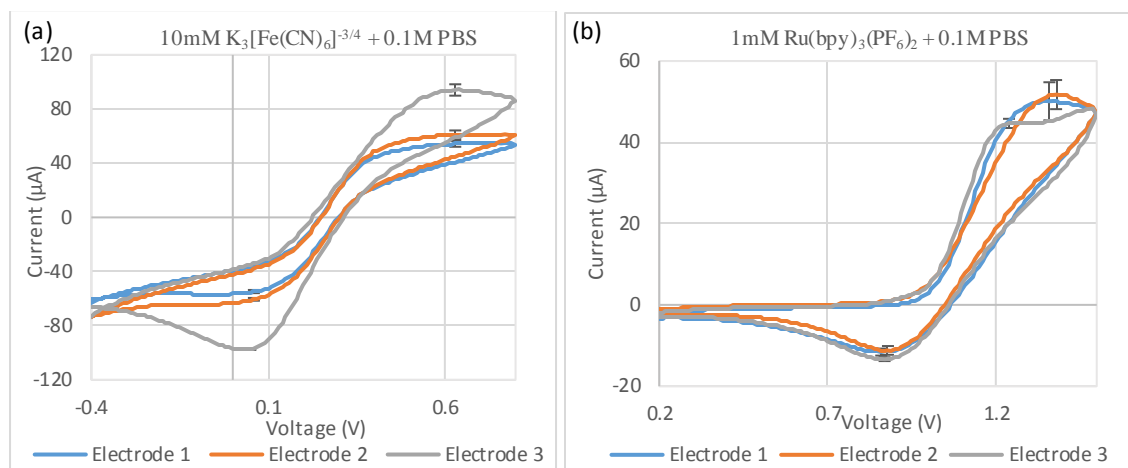 (a)
10mM K₃[Fe(CN)₆]⁻³ᐟ⁴ + 0.1M PBS
Current (µA)
120
80
40
0
-40
-80
-120
-0.4
0.1
0.6
Voltage (V)
Electrode 1
Electrode 2
Electrode 3
(b)
1mM Ru(bpy)₃(PF₆)₂ + 0.1M PBS
Current (µA)
60
40
20
0
-20
0.2
0.7
1.2
Voltage (V)
Electrode 1
Electrode 2
Electrode 3